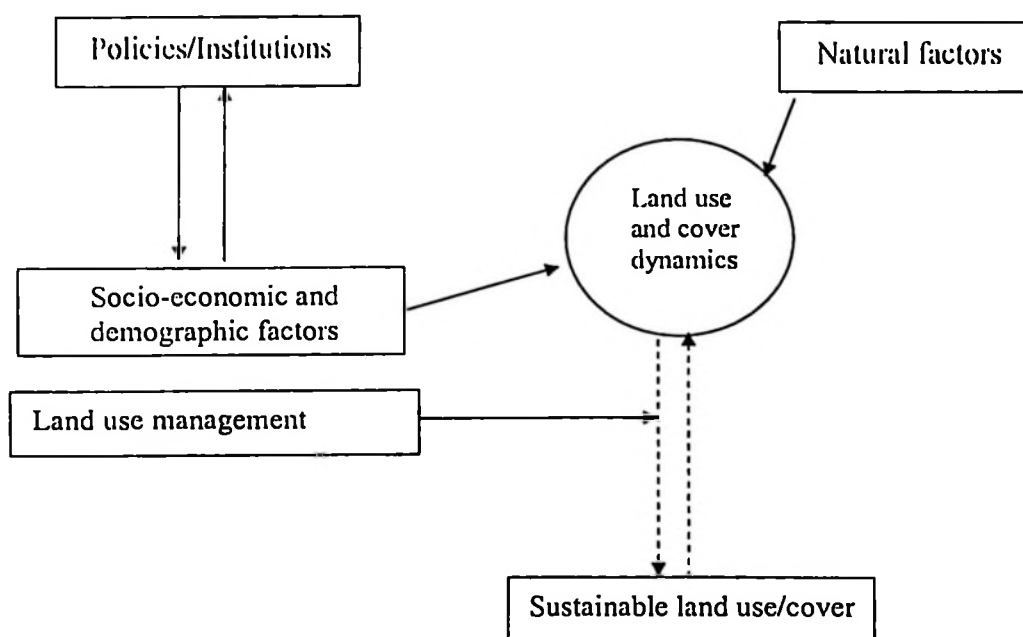 Policies/Institutions
Natural factors
Land use
and cover
dynamics
Socio-economic and
demographic factors
Land use management
Sustainable land use/cover